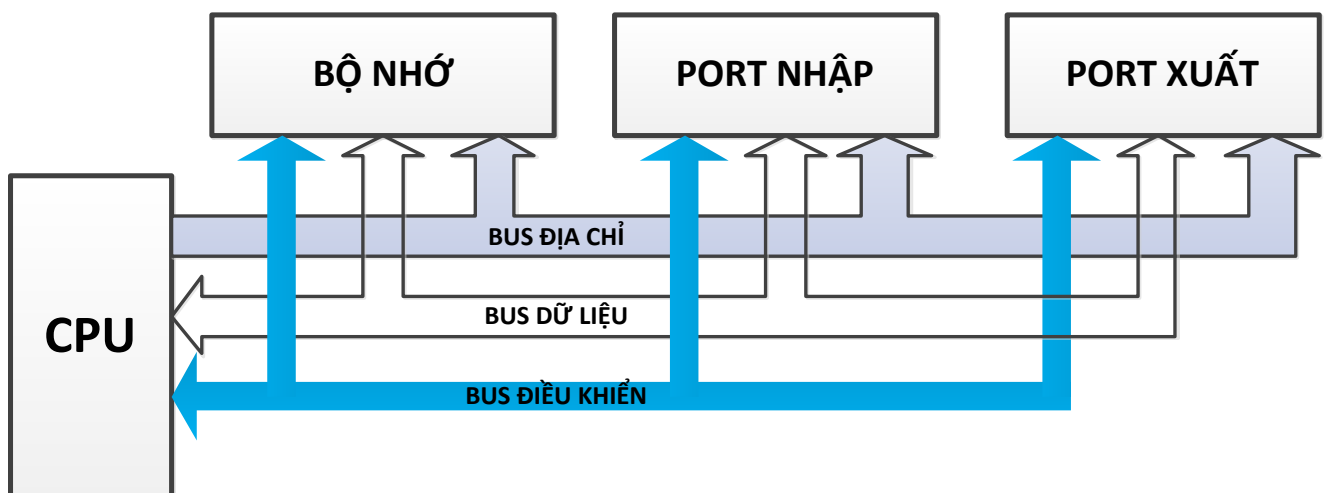 BỘ NHỚ
PORT NHẬP
PORT XUẤT
BUS ĐỊA CHỈ
BUS DỮ LIỆU
CPU
BUS ĐIỀU KHIỂN